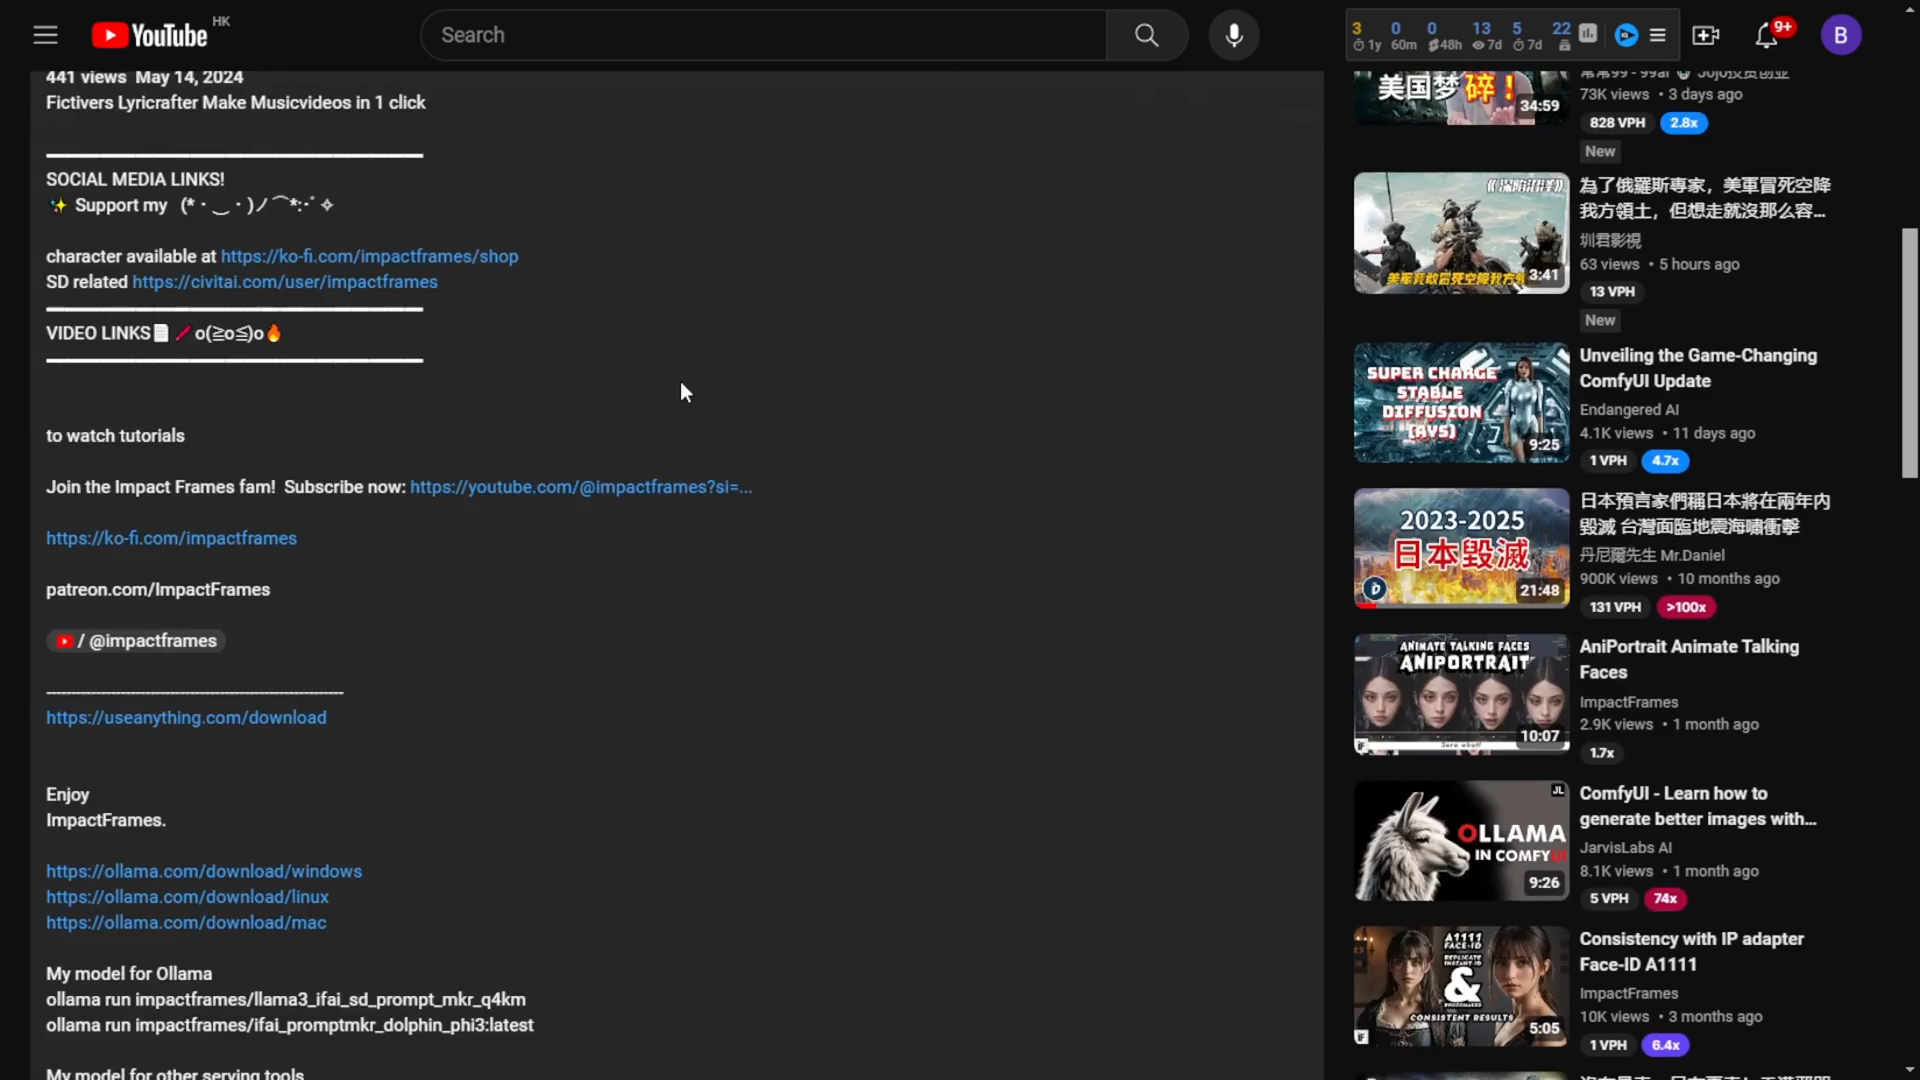 YouTube HK
Search
3 0 0 13 5 22
1y 60m 48h 7d 7d
9+
B
441 views May 14, 2024
Fictivers Lyricrafter Make Musicvideos in 1 click
SOCIAL MEDIA LINKS!
✨ Support my (*・‿・)ノ⌒*:･ﾟ✧
character available at https://ko-fi.com/impactframes/shop
SD related https://civitai.com/user/impactframes
VIDEO LINKS📄🖍️o(≧o≦)o🔥
to watch tutorials
Join the Impact Frames fam! Subscribe now: https://youtube.com/@impactframes?si=...
https://ko-fi.com/impactframes
patreon.com/ImpactFrames
/ @impactframes
-----------------------------------------------------------
https://useanything.com/download
Enjoy
ImpactFrames.
https://ollama.com/download/windows
https://ollama.com/download/linux
https://ollama.com/download/mac
My model for Ollama
ollama run impactframes/llama3_ifai_sd_prompt_mkr_q4km
ollama run impactframes/ifai_promptmkr_dolphin_phi3:latest
My model for other serving tools
美国梦碎！
34:59
73K views • 3 days ago
828 VPH 2.8x
New
3:41
為了俄羅斯專家，美軍冒死空降
我方領土，但想走就沒那么容...
圳君影視
63 views • 5 hours ago
13 VPH
New
SUPER CHARGE
STABLE
DIFFUSION
(AYS)
9:25
Unveiling the Game-Changing
ComfyUI Update
Endangered AI
4.1K views • 11 days ago
1 VPH 4.7x
2023-2025
日本毀滅
21:48
日本預言家們稱日本將在兩年內
毀滅 台灣面臨地震海嘯衝擊
丹尼爾先生 Mr.Daniel
900K views • 10 months ago
131 VPH >100x
ANIMATE TALKING FACES
ANIPORTRAIT
10:07
AniPortrait Animate Talking
Faces
ImpactFrames
2.9K views • 1 month ago
1.7x
JL
OLLAMA
IN COMFYUI
9:26
ComfyUI - Learn how to
generate better images with...
JarvisLabs AI
8.1K views • 1 month ago
5 VPH 74x
A1111
FACE-ID
REPLICATE
INSTANT-ID
&
CONSISTENT RESULTS
5:05
Consistency with IP adapter
Face-ID A1111
ImpactFrames
10K views • 3 months ago
1 VPH 6.4x